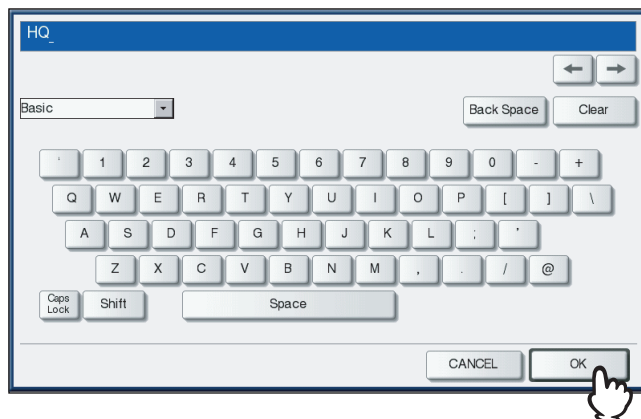 HQ_
← →
Basic Back Space Clear
` 1 2 3 4 5 6 7 8 9 0 - +
Q W E R T Y U I O P [ ] \
A S D F G H J K L ; '
Z X C V B N M , . / @
Caps Lock Shift Space
CANCEL OK